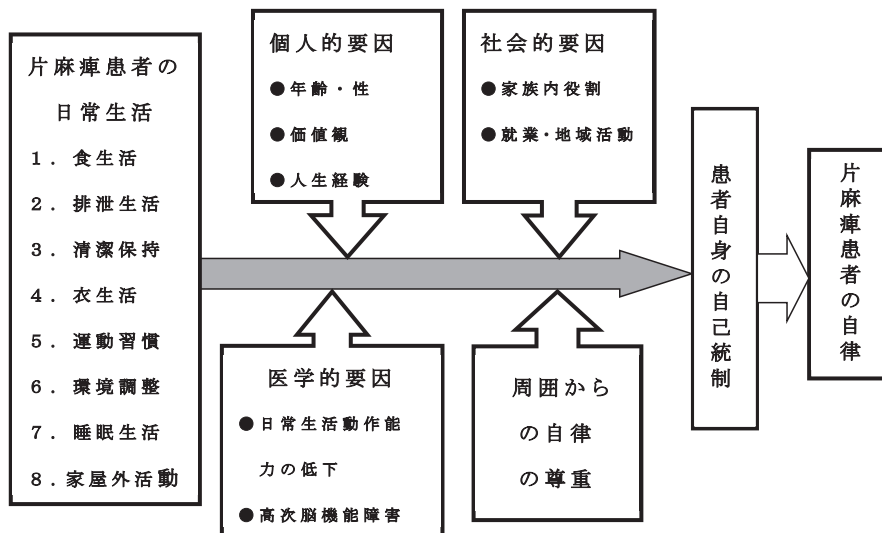 片麻痺患者の
日常生活
1．食生活
2．排泄生活
3．清潔保持
4．衣生活
5．運動習慣
6．環境調整
7．睡眠生活
8．家屋外活動
個人的要因
●年齢・性
●価値観
●人生経験
社会的要因
●家族内役割
●就業・地域活動
医学的要因
●日常生活動作能
力の低下
●高次脳機能障害
周囲から
の自律
の尊重
患者自身の自己統制
片麻痺患者の自律